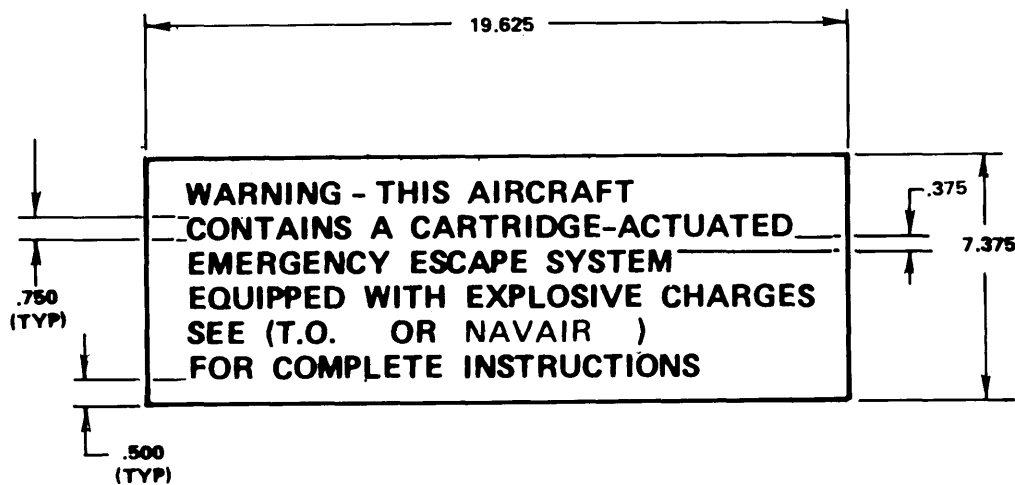 19.625
WARNING - THIS AIRCRAFT
CONTAINS A CARTRIDGE-ACTUATED
EMERGENCY ESCAPE SYSTEM
EQUIPPED WITH EXPLOSIVE CHARGES
SEE (T.O. OR NAVAIR )
FOR COMPLETE INSTRUCTIONS
.375
7.375
.750
(TYP)
.500
(TYP)